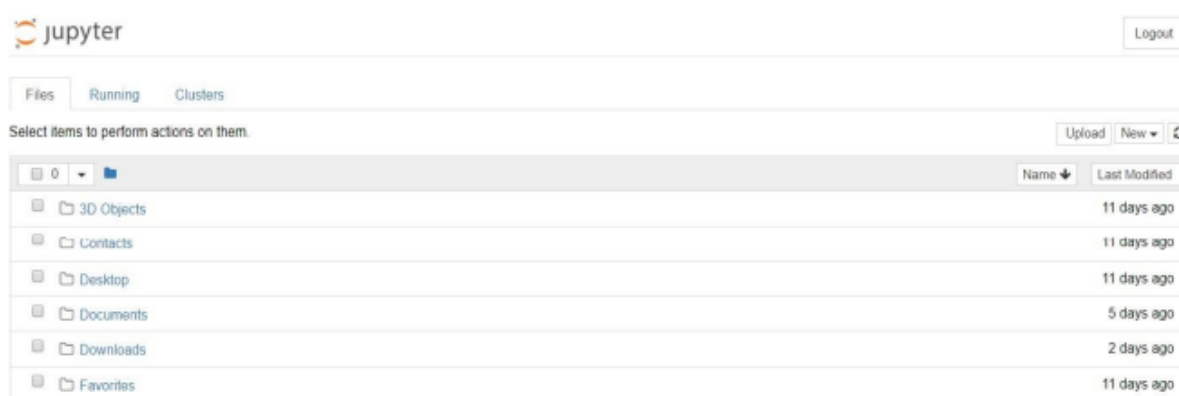 jupyter
Logout
Files Running Clusters
Select items to perform actions on them.
Upload New
0 Name Last Modified
3D Objects 11 days ago
Contacts 11 days ago
Desktop 11 days ago
Documents 5 days ago
Downloads 2 days ago
Favorites 11 days ago